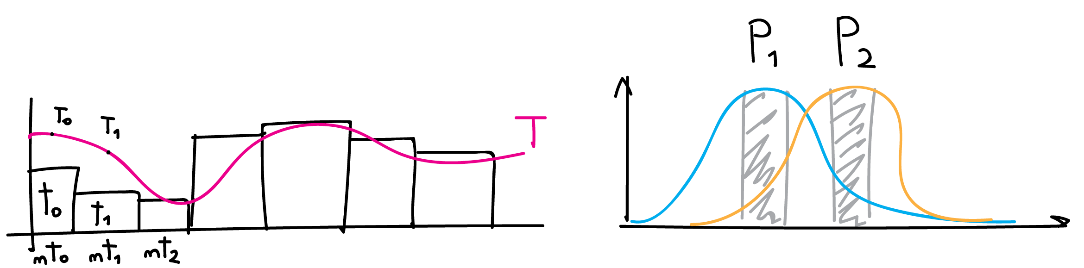 T₀
T₁
T
t₀
t₁
mt₀ mt₁ mt₂
P₁ P₂